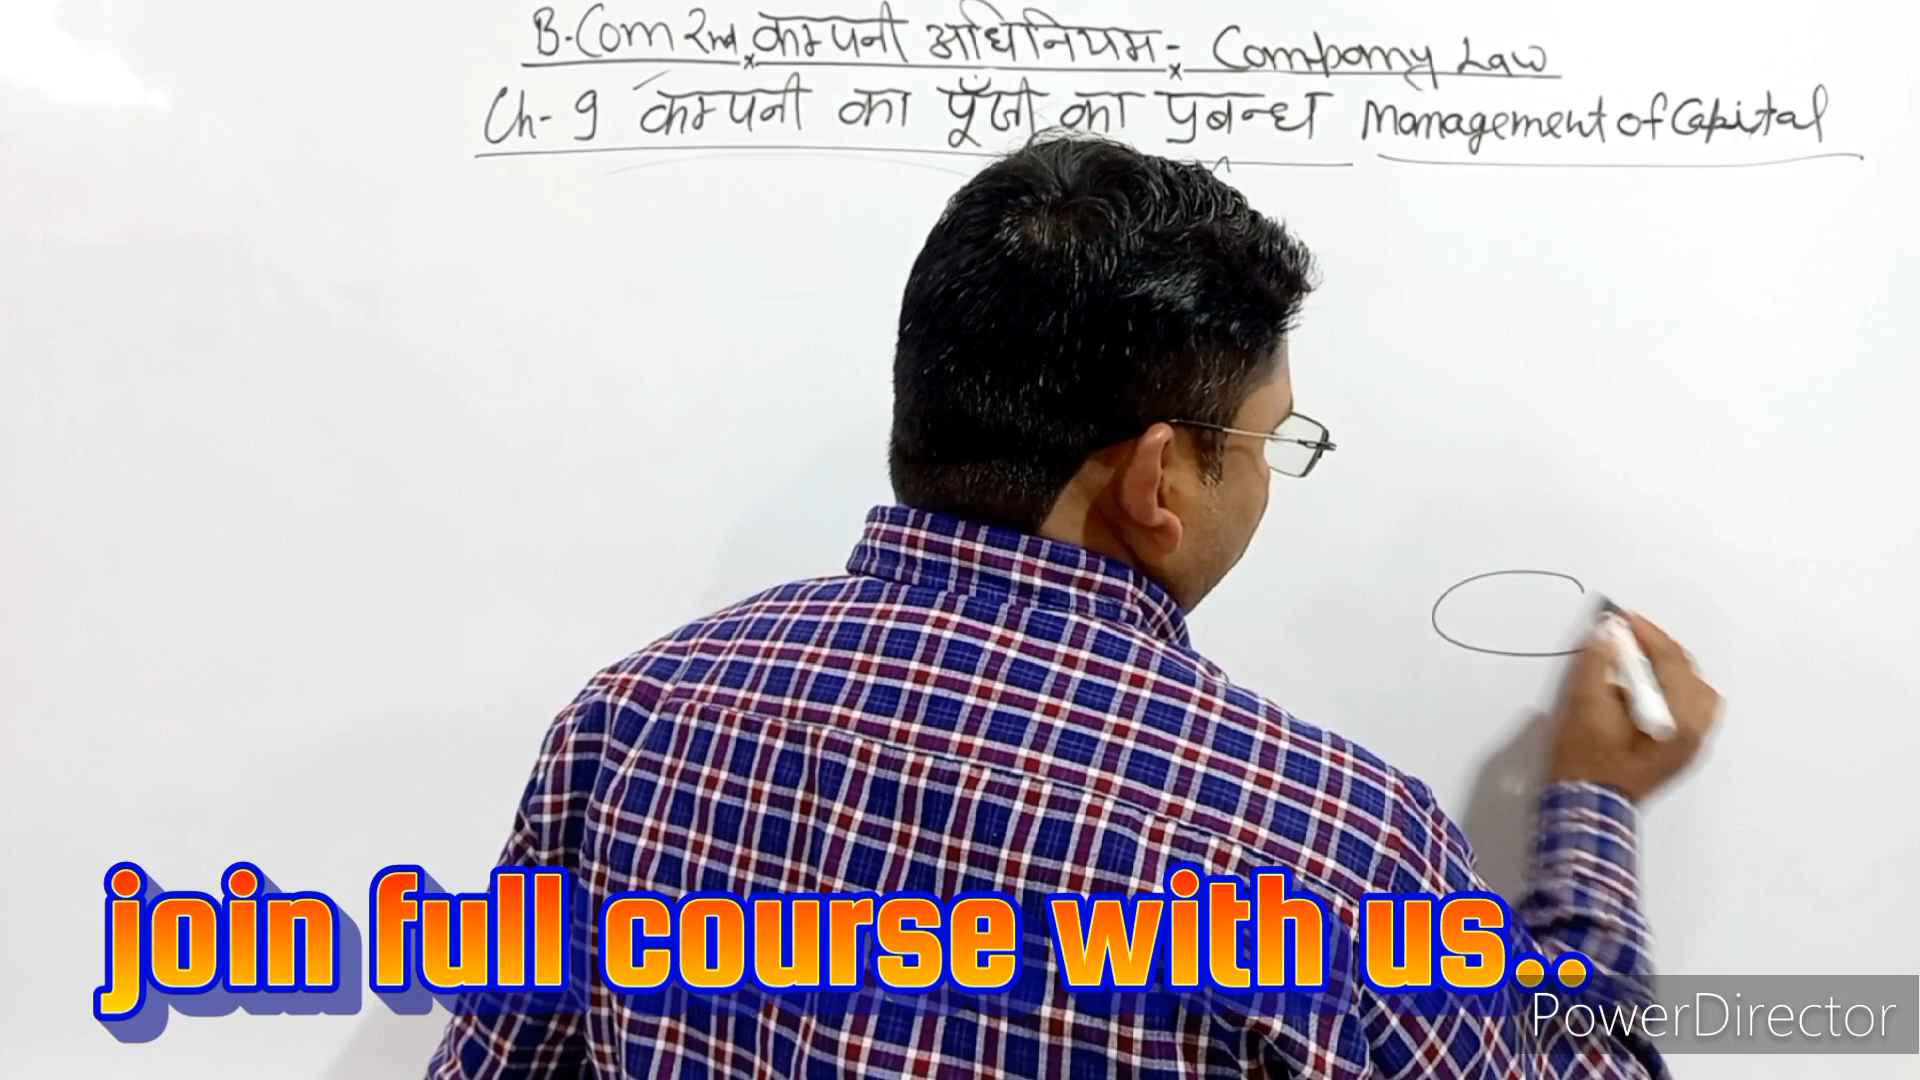 B.Com 2nd कम्पनी अधिनियम :- Company Law
Ch- 9 कम्पनी का पूँजी का प्रबन्ध Management of Capital
join full course with us..
PowerDirector